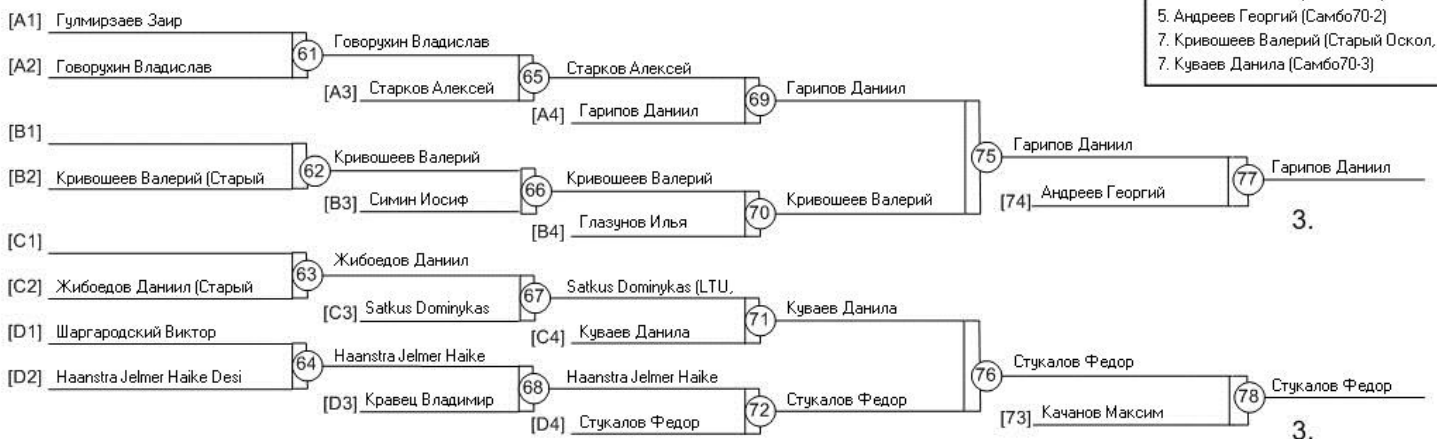 5. Андреев Георгий (Самбо70-2)
7. Кривошеев Валерий (Старый Оскол,
7. Куваев Данила (Самбо70-3)
[A1] Гулмирзаев Заир
[A2] Говорухин Владислав
61
Говорухин Владислав
[A3] Старков Алексей
65
Старков Алексей
[A4] Гарипов Даниил
69
Гарипов Даниил
[B1]
[B2] Кривошеев Валерий (Старый
62
Кривошеев Валерий
[B3] Симин Иосиф
66
Кривошеев Валерий
[B4] Глазунов Илья
70
Кривошеев Валерий
75
Гарипов Даниил
[74] Андреев Георгий
77
Гарипов Даниил
3.
[C1]
[C2] Жибоедов Даниил (Старый
63
Жибоедов Даниил
[C3] Satkus Dominykas
67
Satkus Dominykas (LTU,
[C4] Куваев Данила
71
Куваев Данила
[D1] Шаргародский Виктор
[D2] Haanstra Jelmer Haike Desi
64
Haanstra Jelmer Haike
[D3] Кравец Владимир
68
Haanstra Jelmer Haike
[D4] Стукалов Федор
72
Стукалов Федор
76
Стукалов Федор
[73] Качанов Максим
78
Стукалов Федор
3.